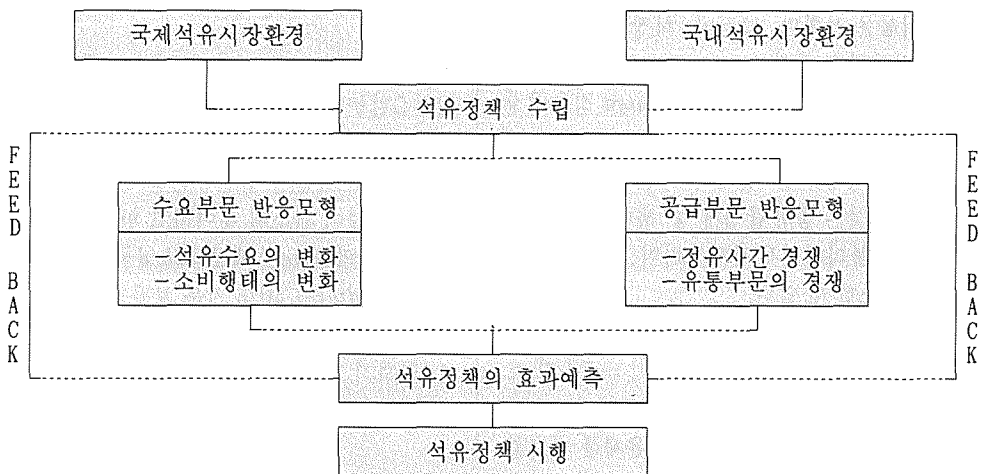 국제석유시장환경
국내석유시장환경
석유정책 수립
FEED BACK
수요부문 반응모형
-석유수요의 변화
-소비행태의 변화
공급부문 반응모형
-정유사간 경쟁
-유통부문의 경쟁
FEED BACK
석유정책의 효과예측
석유정책 시행